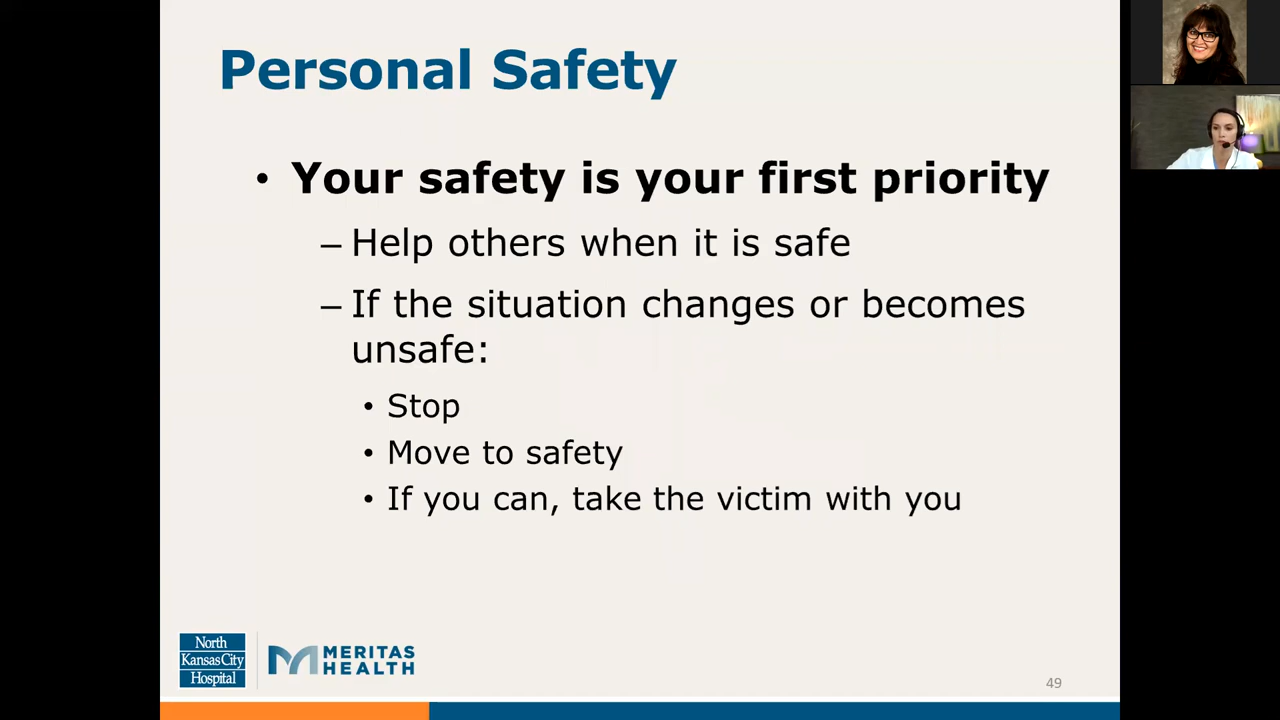 Personal Safety
• Your safety is your first priority
– Help others when it is safe
– If the situation changes or becomes
unsafe:
• Stop
• Move to safety
• If you can, take the victim with you
North
Kansas City
Hospital
MERITAS
HEALTH
49